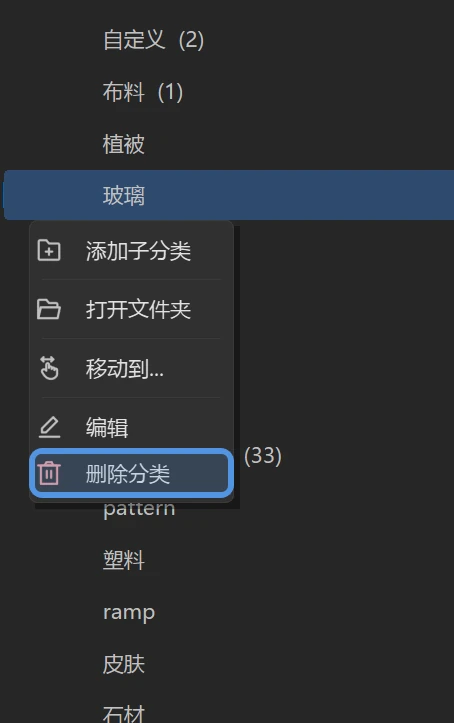 自定义 (2)
布料 (1)
植被
玻璃
添加子分类
打开文件夹
移动到...
编辑
(33)
删除分类
pattern
塑料
ramp
皮肤
石材